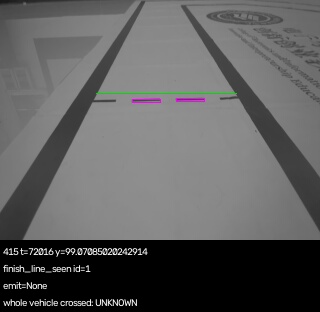 415 t=72016 y=99.07085020242914
finish_line_seen id=1
emit=None
whole vehicle crossed: UNKNOWN